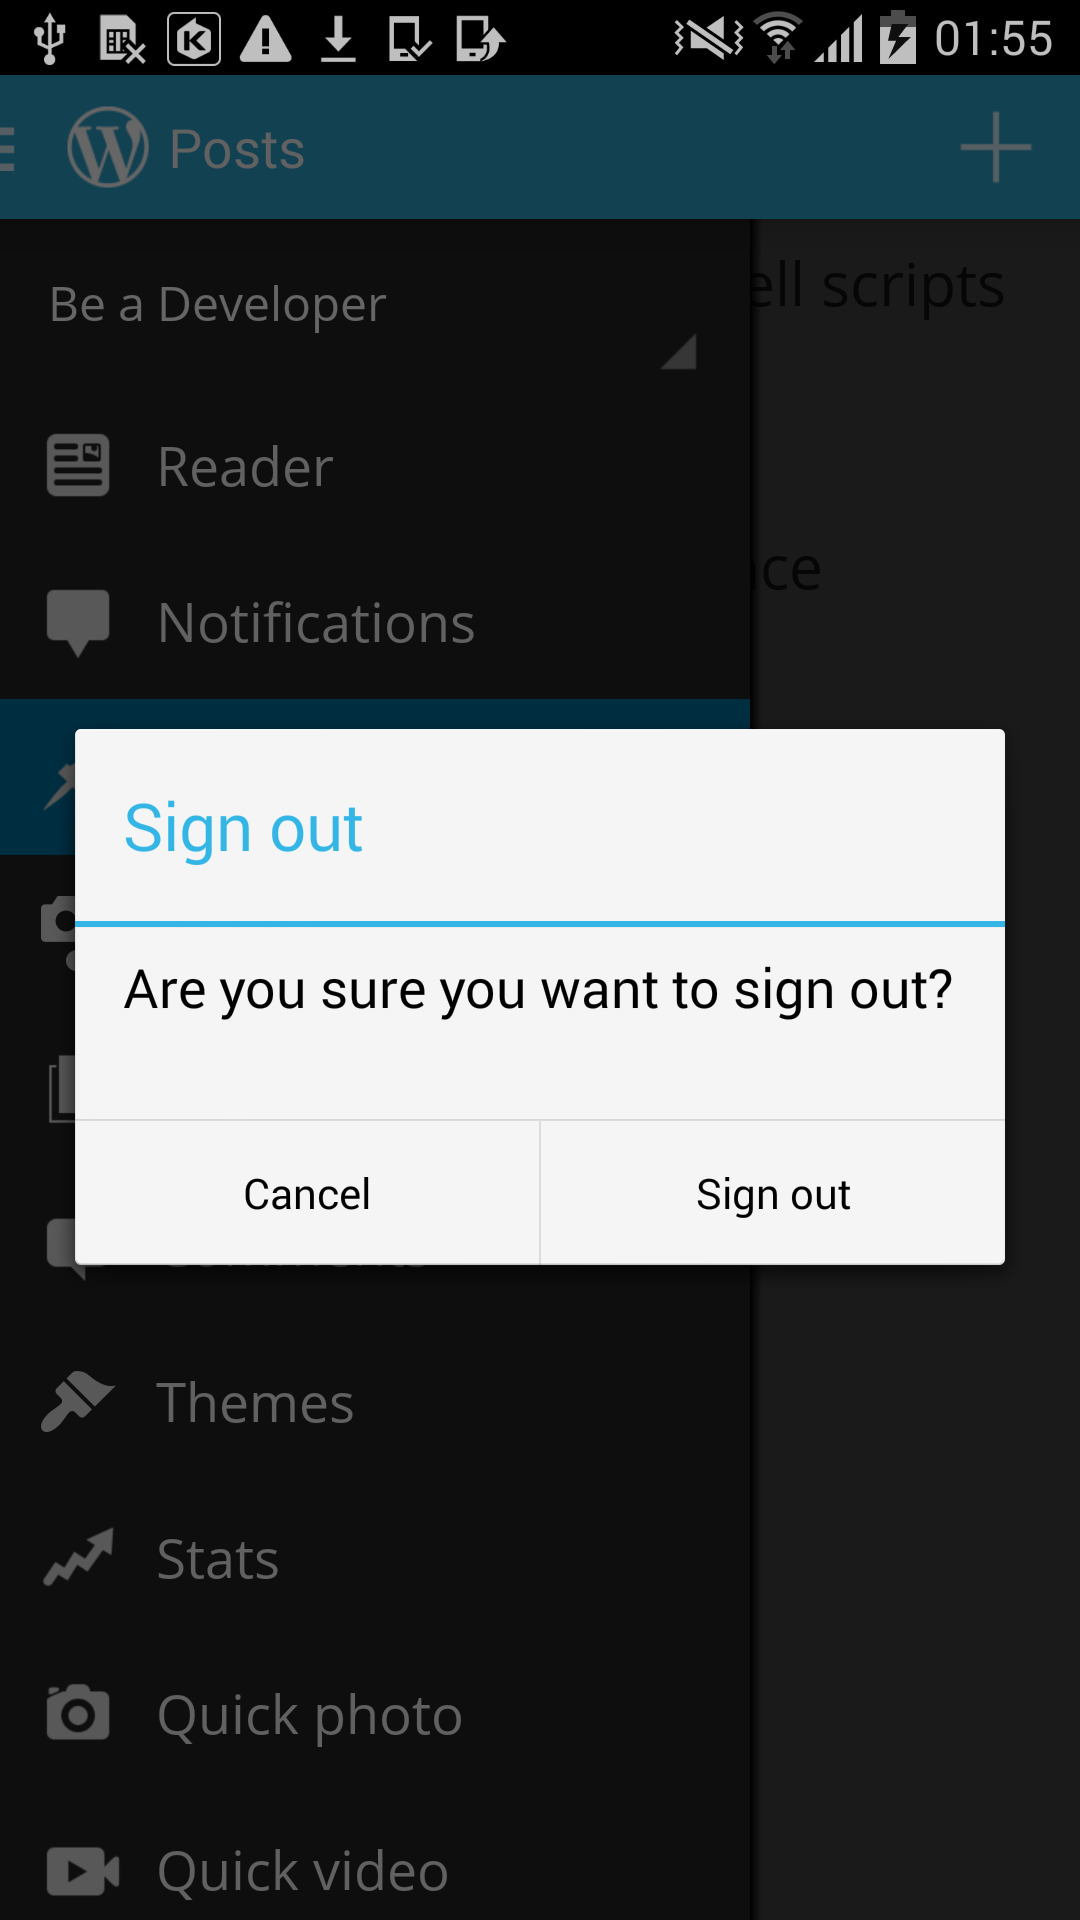 01:55
Posts
Be a Developer
ell scripts
Reader
ce
Notifications
Sign out
Are you sure you want to sign out?
Cancel
Sign out
Themes
Stats
Quick photo
Quick video